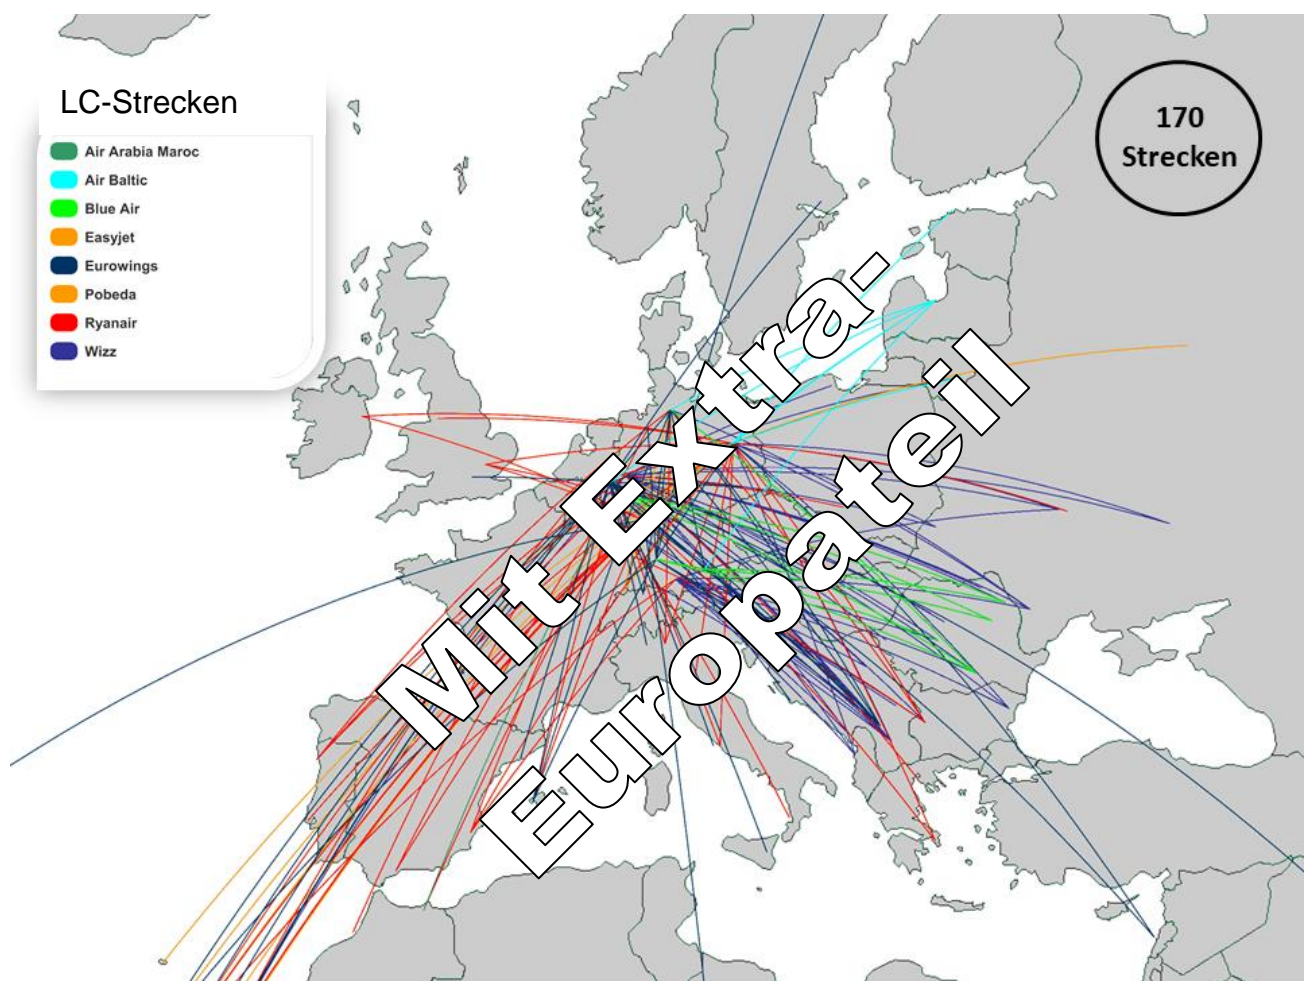 LC-Strecken
Air Arabia Maroc
Air Baltic
Blue Air
Easyjet
Eurowings
Pobeda
Ryanair
Wizz
170
Strecken
Mit Extra-
Europateil